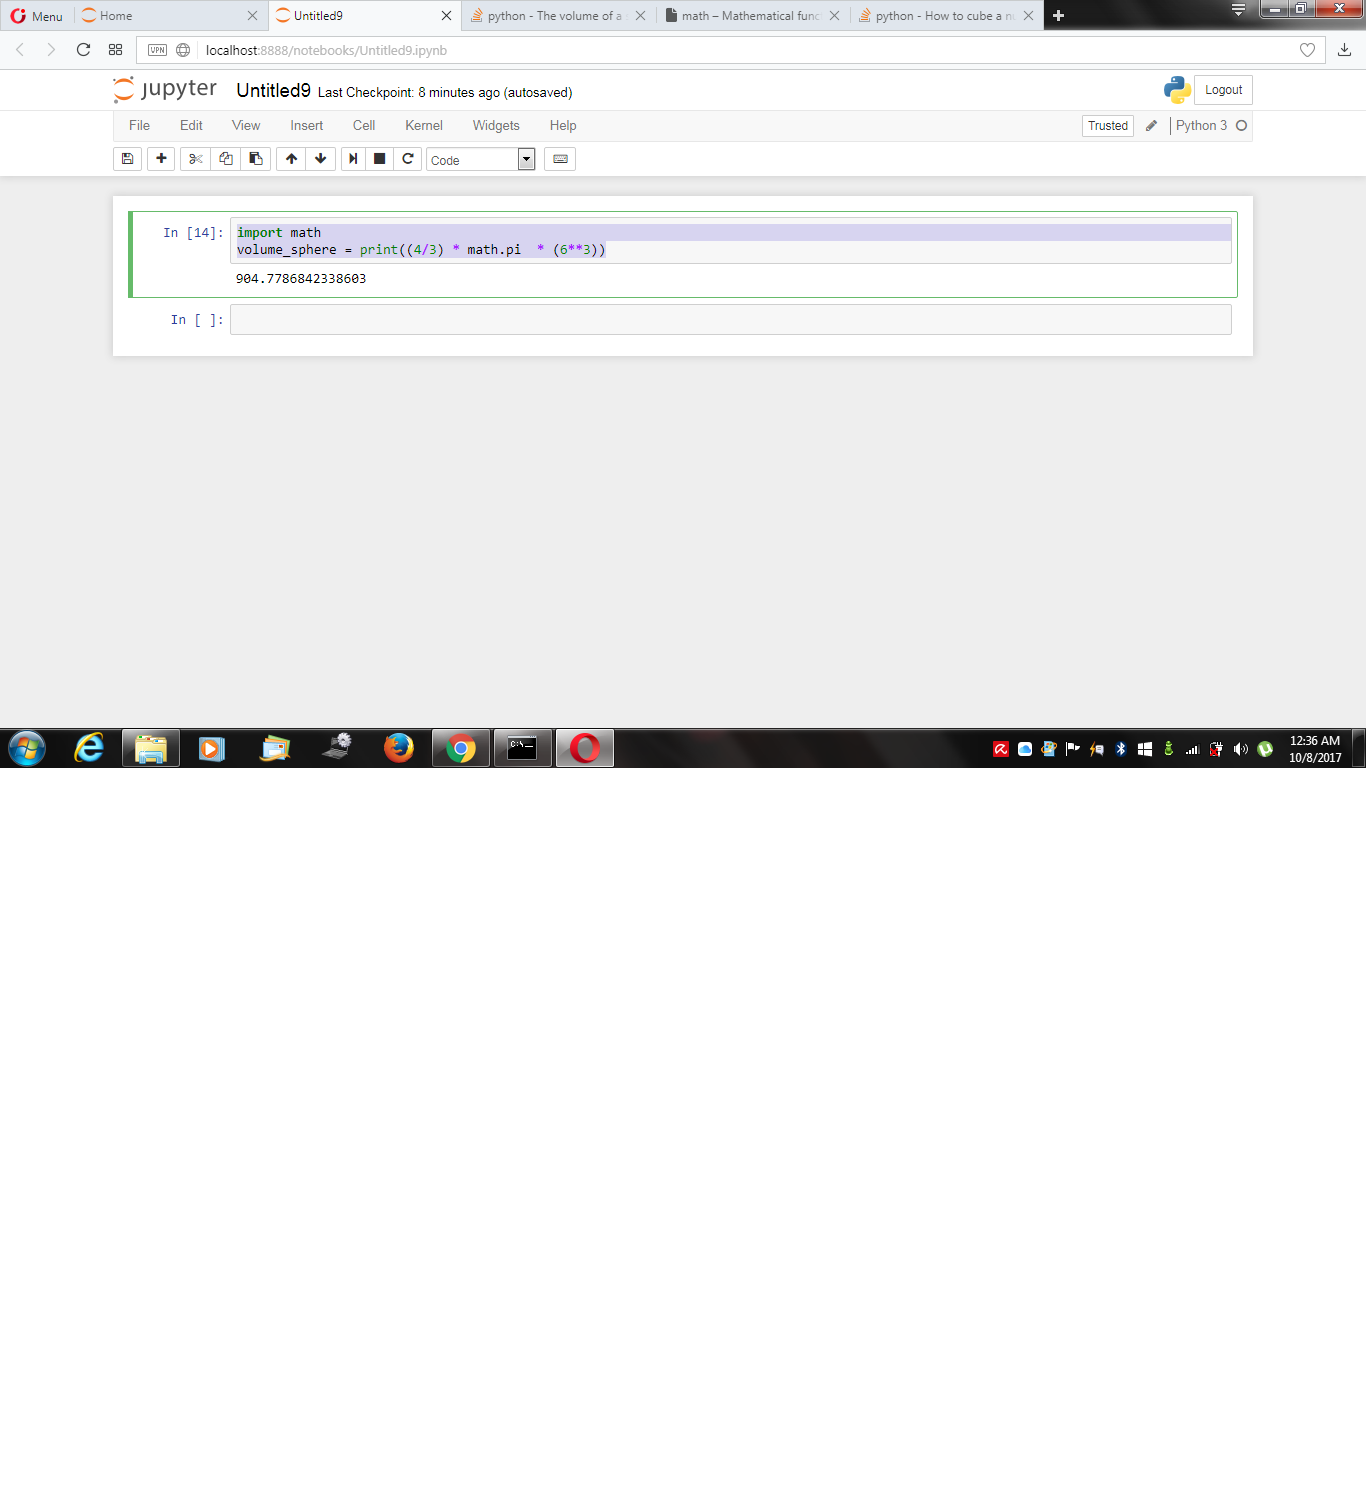 Menu Home Untitled9 python - The volume of a math – Mathematical func python - How to cube a n
VPN localhost:8888/notebooks/Untitled9.ipynb
jupyter Untitled9 Last Checkpoint: 8 minutes ago (autosaved) Logout
File Edit View Insert Cell Kernel Widgets Help Trusted Python 3
Code
In [14]: import math
volume_sphere = print((4/3) * math.pi  * (6**3))
904.7786842338603
In [ ]:
C:\
12:36 AM
10/8/2017